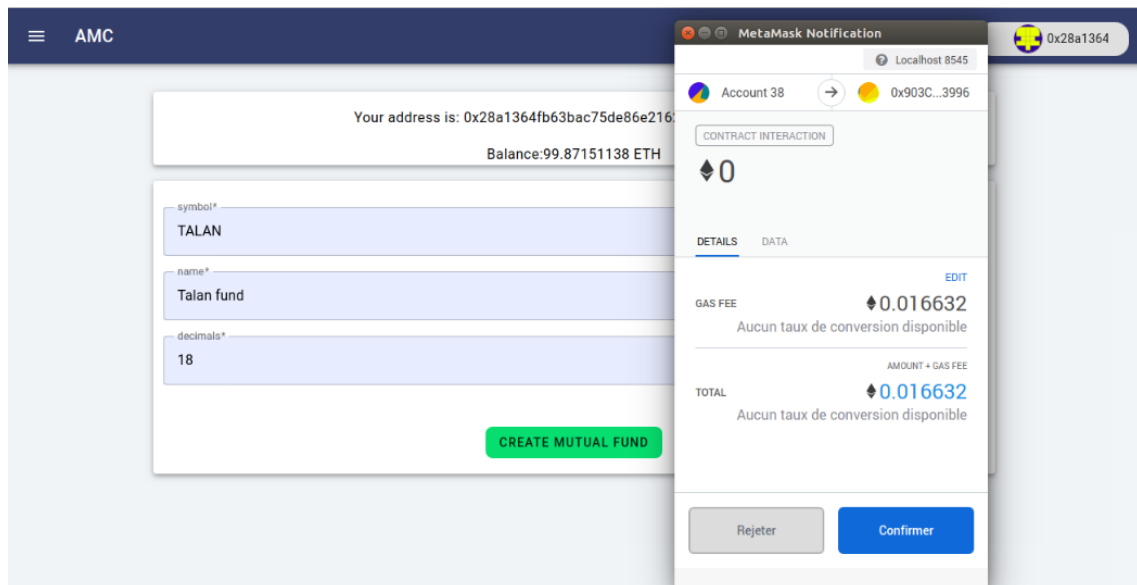 AMC
Your address is: 0x28a1364fb63bac75de86e216
Balance:99.87151138 ETH
symbol*
TALAN
name*
Talan fund
decimals*
18
CREATE MUTUAL FUND
MetaMask Notification
Localhost 8545
Account 38
0x903C...3996
CONTRACT INTERACTION
0
DETAILS DATA
EDIT
GAS FEE 0.016632
Aucun taux de conversion disponible
AMOUNT + GAS FEE
TOTAL 0.016632
Aucun taux de conversion disponible
Rejeter Confirmer
0x28a1364